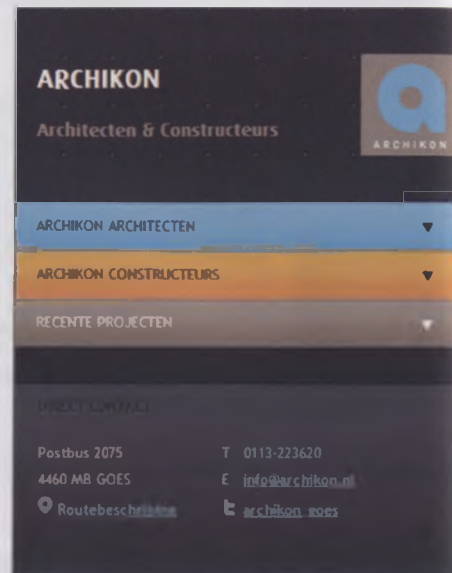 ARCHIKON
Architecten & Constructeurs
ARCHIKON
ARCHIKON ARCHITECTEN
ARCHIKON CONSTRUCTEURS
RECENTE PROJECTEN
DIRECT CONTACT
Postbus 2075
T 0113-223620
4460 MB GOES
E info@archikon.nl
Routebeschrijving
archikon_goes